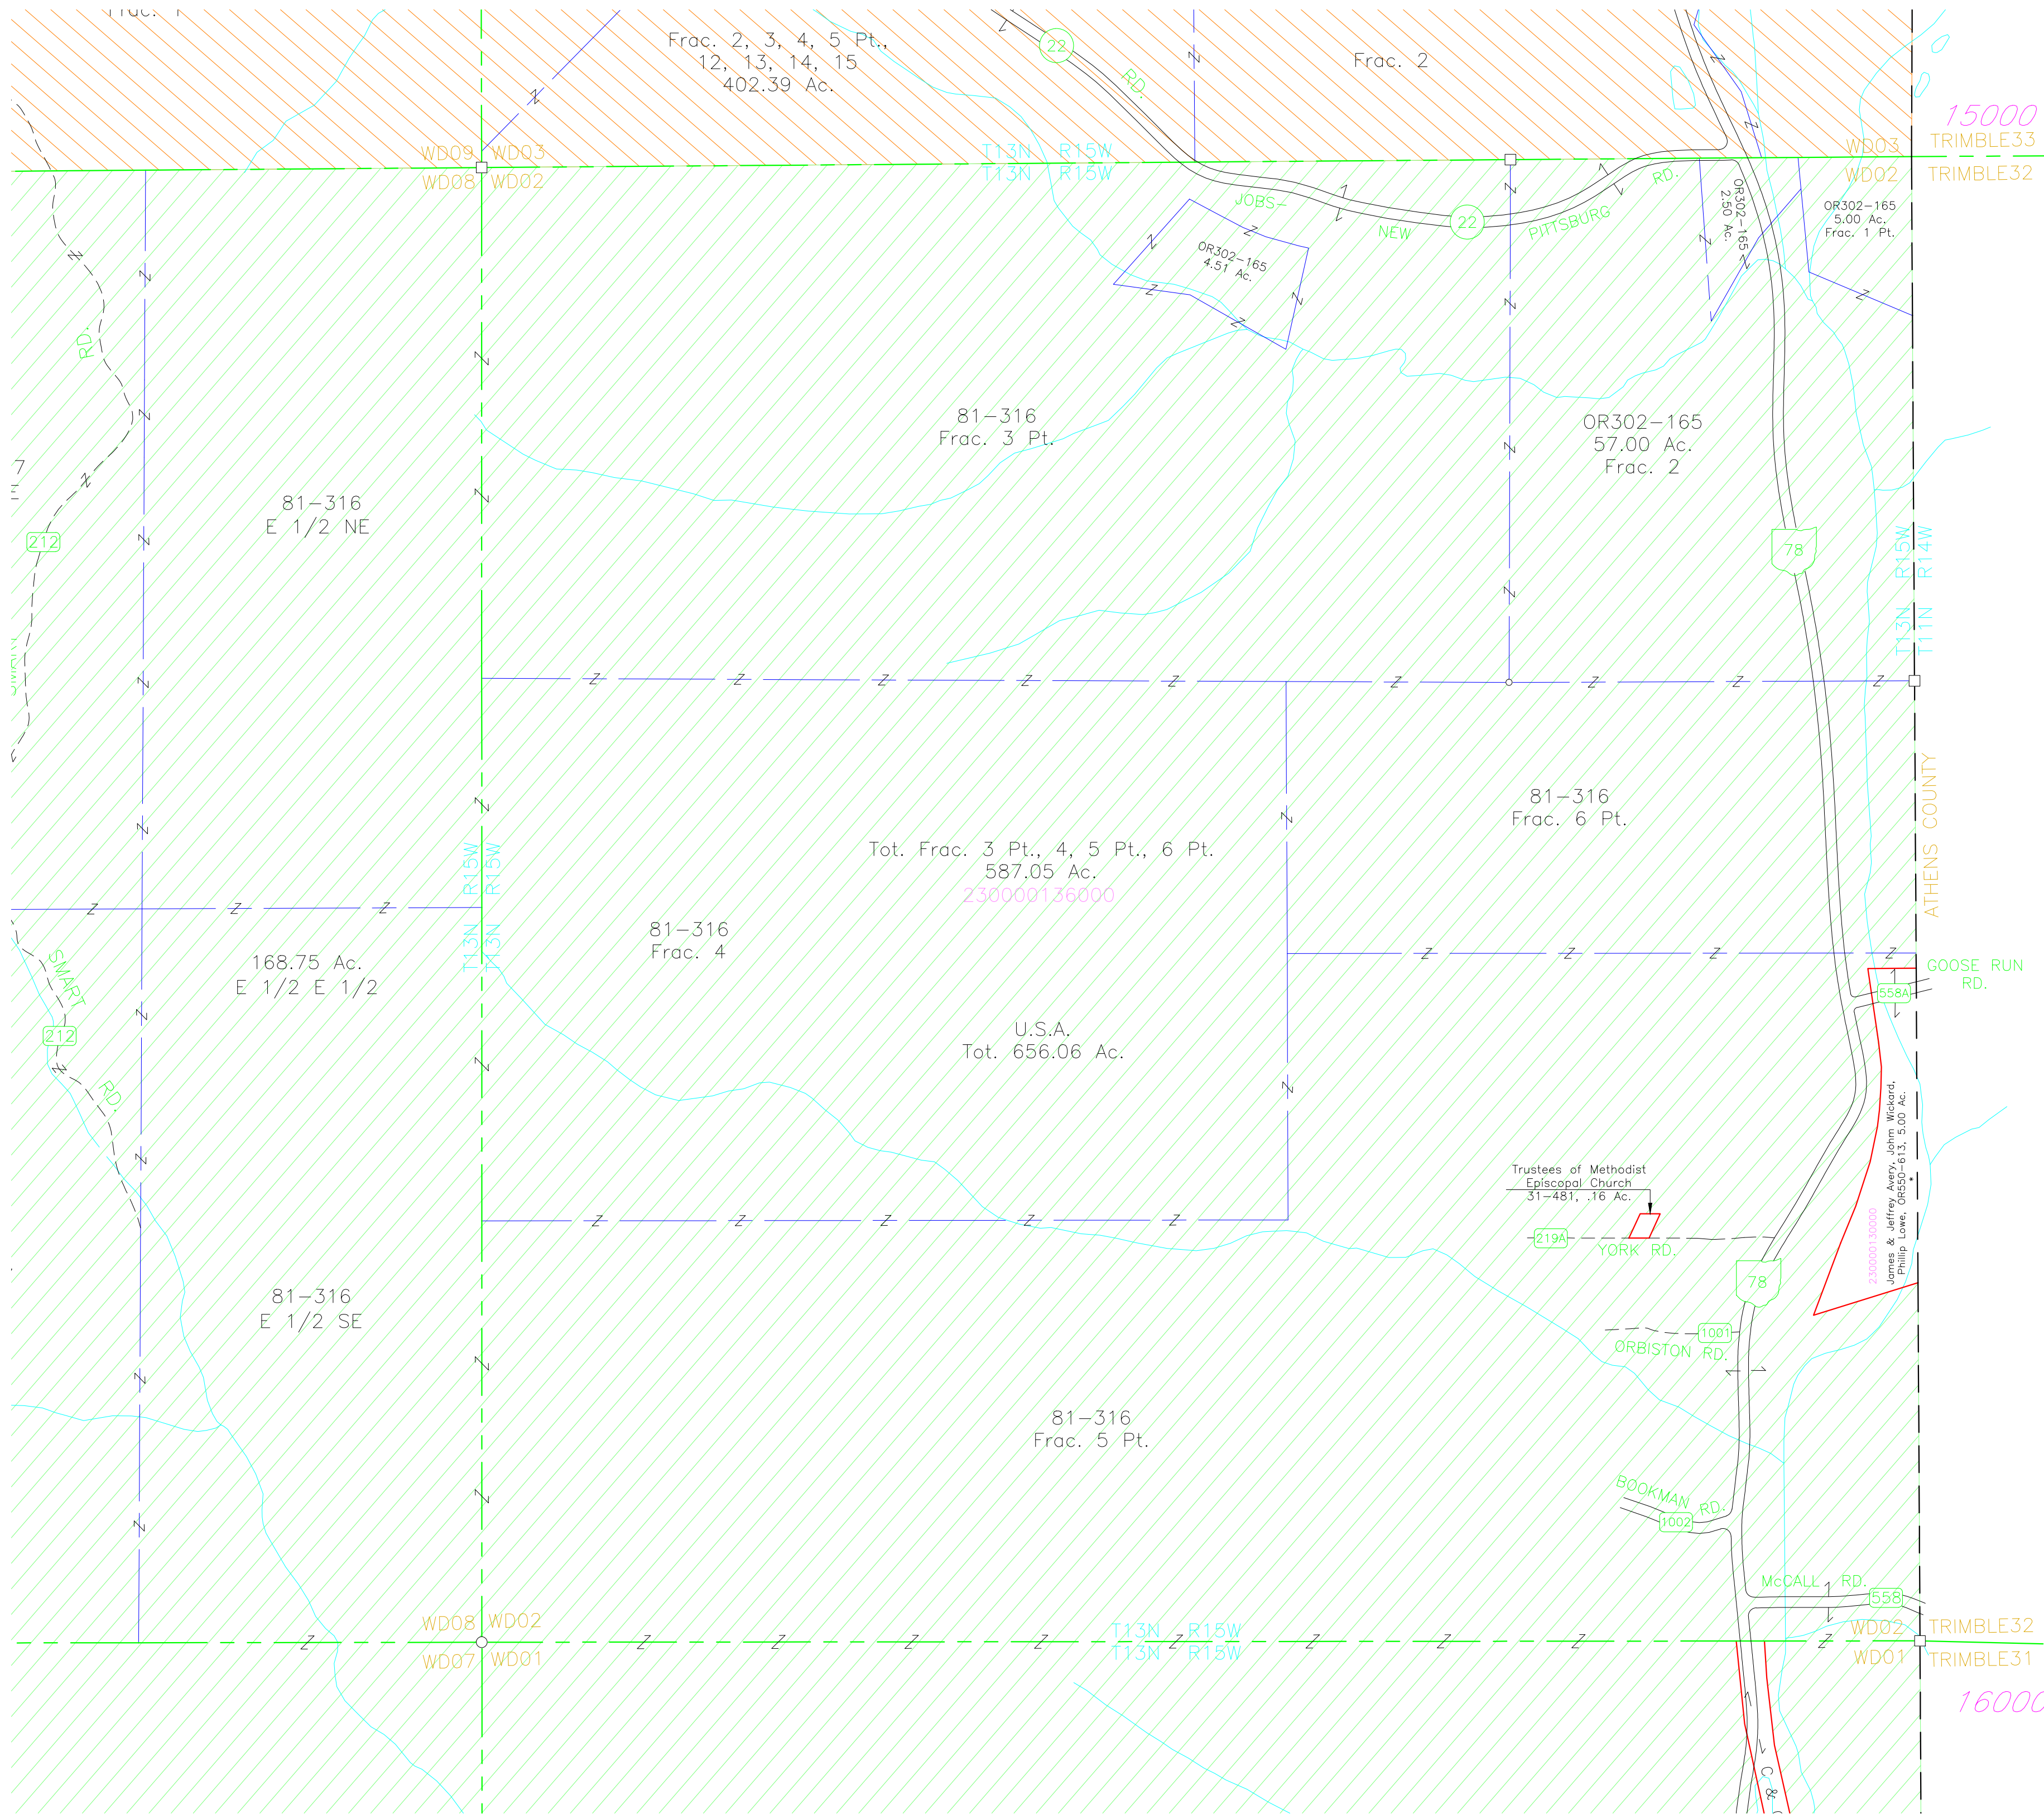 Frac. 2, 3, 4, 5 Pt.,
12, 13, 14, 15
402.39 Ac.
22
RD.
Frac. 2
15000
WD09 WD03
WD08 WD02
T13N R15W
T13N R15W
WD03 TRIMBLE33
WD02 TRIMBLE32
JOBS-
NEW
22
PITTSBURG
RD.
OR302-165
2.50 Ac.
OR302-165
5.00 Ac.
Frac. 1 Pt.
OR302-165
4.51 Ac.
RD.
81-316
Frac. 3 Pt.
OR302-165
57.00 Ac.
Frac. 2
7
E
81-316
E 1/2 NE
212
78
T13N R15W
T11N R14W
81-316
Frac. 6 Pt.
ATHENS COUNTY
Tot. Frac. 3 Pt., 4, 5 Pt., 6 Pt.
587.05 Ac.
230000136000
T13N R15W
T13N R15W
81-316
Frac. 4
168.75 Ac.
E 1/2 E 1/2
SMART
212
RD.
GOOSE RUN
RD.
558A
U.S.A.
Tot. 656.06 Ac.
James & Jeffrey Avery, John Wickard,
Phillip Lowe, OR550-613, 5.00 Ac.
*
230000130000
Trustees of Methodist
Episcopal Church
31-481, .16 Ac.
219A
YORK RD.
78
81-316
E 1/2 SE
1001
ORBISTON RD.
81-316
Frac. 5 Pt.
BOOKMAN RD.
1002
McCALL RD.
558
WD08 WD02
WD07 WD01
T13N R15W
T13N R15W
WD02 TRIMBLE32
WD01 TRIMBLE31
16000
C &